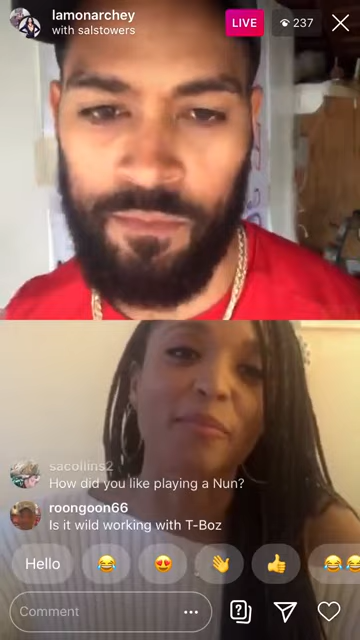 lamonarchey
with salstowers
LIVE
237
sacollins2
How did you like playing a Nun?
roongoon66
Is it wild working with T-Boz
Hello
Comment